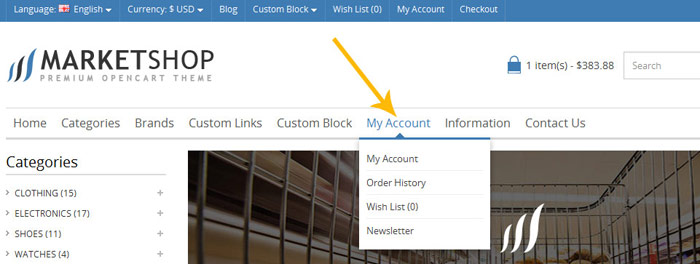 Language: English Currency: $ USD Blog Custom Block Wish List (0) My Account Checkout
MARKETSHOP
PREMIUM OPENCART THEME
1 item(s) - $383.88
Search
Home Categories Brands Custom Links Custom Block My Account Information Contact Us
Categories
CLOTHING (15) +
ELECTRONICS (17) +
SHOES (11) +
WATCHES (4) +
My Account
Order History
Wish List (0)
Newsletter